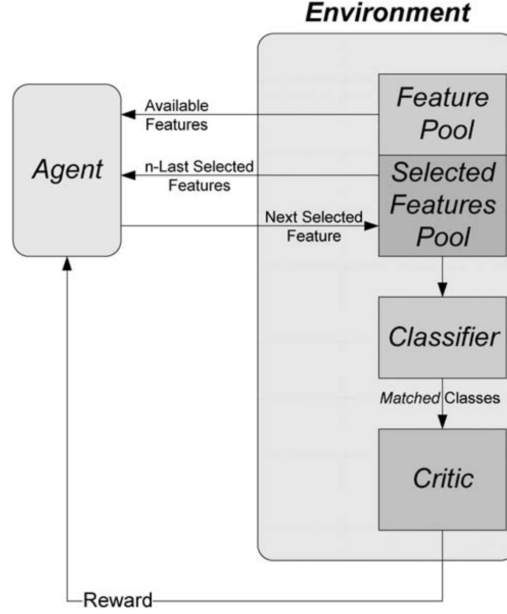 Environment
Feature
Pool
Available
Features
Agent
n-Last Selected
Features
Selected
Features
Pool
Next Selected
Feature
Classifier
Matched Classes
Critic
Reward